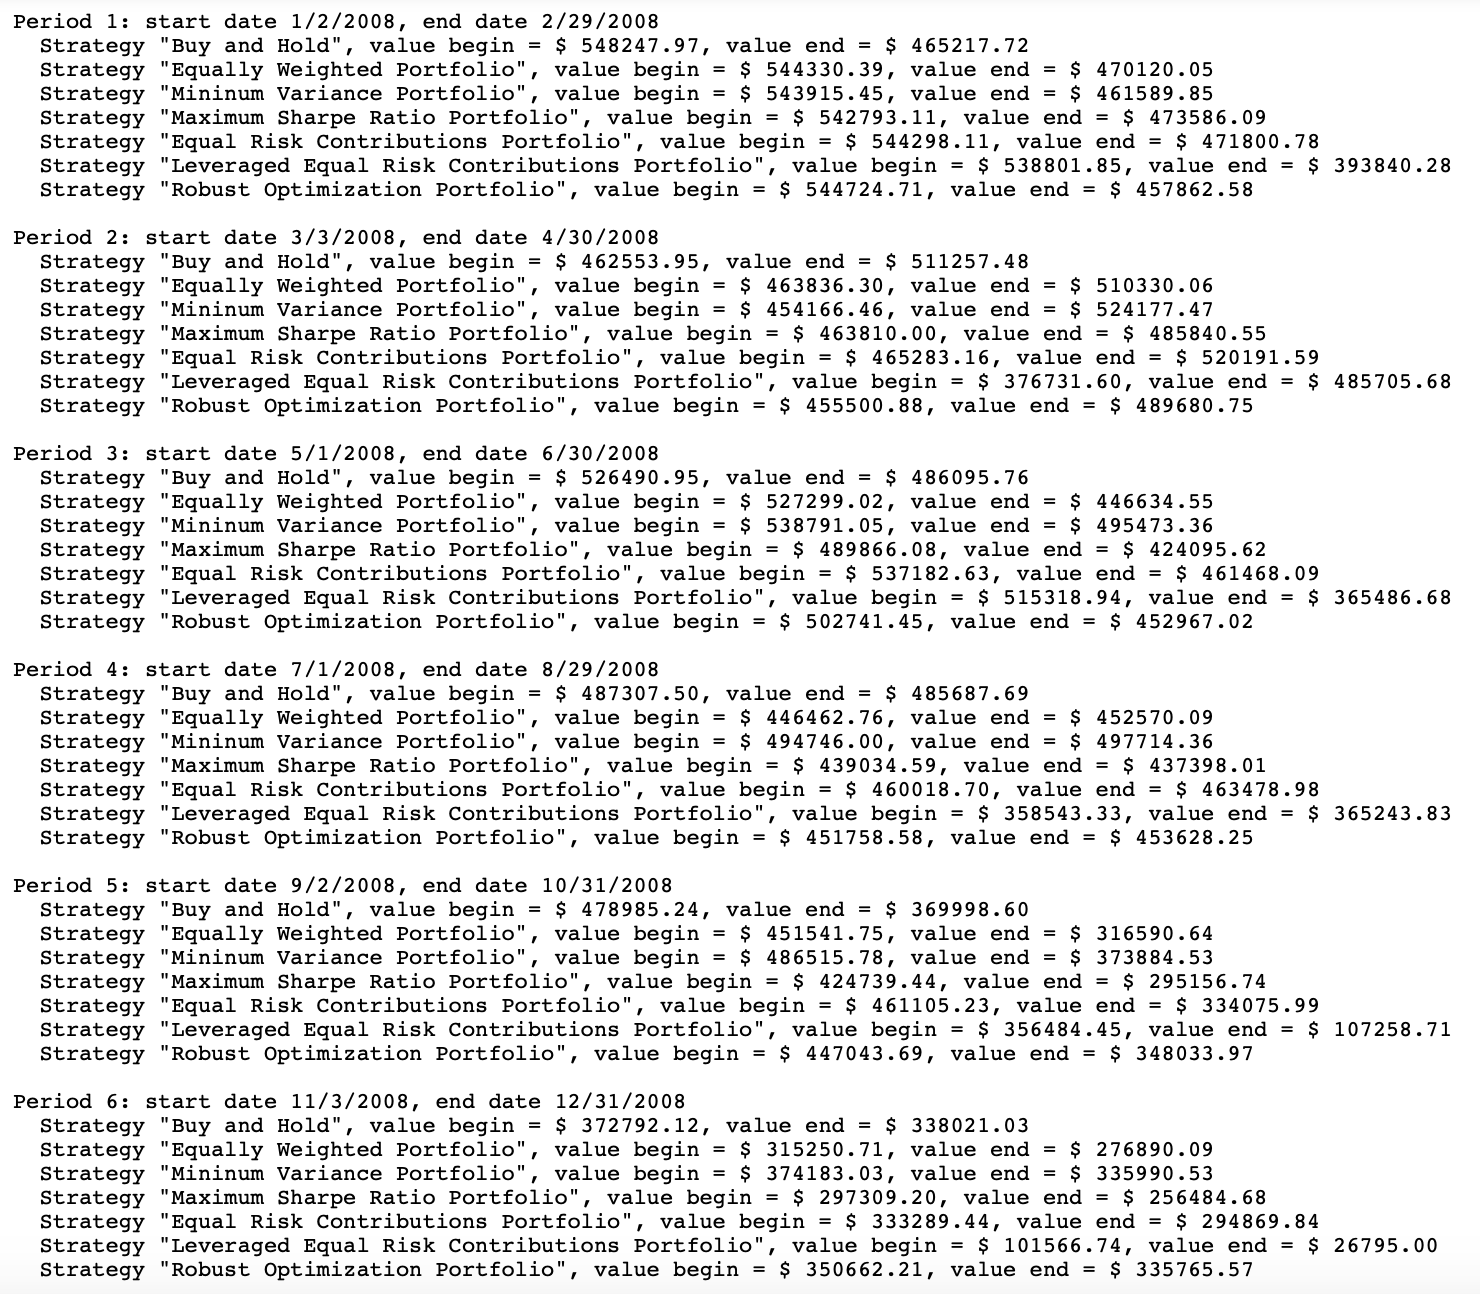 Period 1: start date 1/2/2008, end date 2/29/2008
Strategy "Buy and Hold", value begin = $ 548247.97, value end = $ 465217.72
Strategy "Equally Weighted Portfolio", value begin = $ 544330.39, value end = $ 470120.05
Strategy "Mininum Variance Portfolio", value begin = $ 543915.45, value end = $ 461589.85
Strategy "Maximum Sharpe Ratio Portfolio", value begin = $ 542793.11, value end = $ 473586.09
Strategy "Equal Risk Contributions Portfolio", value begin = $ 544298.11, value end = $ 471800.78
Strategy "Leveraged Equal Risk Contributions Portfolio", value begin = $ 538801.85, value end = $ 393840.28
Strategy "Robust Optimization Portfolio", value begin = $ 544724.71, value end = $ 457862.58

Period 2: start date 3/3/2008, end date 4/30/2008
Strategy "Buy and Hold", value begin = $ 462553.95, value end = $ 511257.48
Strategy "Equally Weighted Portfolio", value begin = $ 463836.30, value end = $ 510330.06
Strategy "Mininum Variance Portfolio", value begin = $ 454166.46, value end = $ 524177.47
Strategy "Maximum Sharpe Ratio Portfolio", value begin = $ 463810.00, value end = $ 485840.55
Strategy "Equal Risk Contributions Portfolio", value begin = $ 465283.16, value end = $ 520191.59
Strategy "Leveraged Equal Risk Contributions Portfolio", value begin = $ 376731.60, value end = $ 485705.68
Strategy "Robust Optimization Portfolio", value begin = $ 455500.88, value end = $ 489680.75

Period 3: start date 5/1/2008, end date 6/30/2008
Strategy "Buy and Hold", value begin = $ 526490.95, value end = $ 486095.76
Strategy "Equally Weighted Portfolio", value begin = $ 527299.02, value end = $ 446634.55
Strategy "Mininum Variance Portfolio", value begin = $ 538791.05, value end = $ 495473.36
Strategy "Maximum Sharpe Ratio Portfolio", value begin = $ 489866.08, value end = $ 424095.62
Strategy "Equal Risk Contributions Portfolio", value begin = $ 537182.63, value end = $ 461468.09
Strategy "Leveraged Equal Risk Contributions Portfolio", value begin = $ 515318.94, value end = $ 365486.68
Strategy "Robust Optimization Portfolio", value begin = $ 502741.45, value end = $ 452967.02

Period 4: start date 7/1/2008, end date 8/29/2008
Strategy "Buy and Hold", value begin = $ 487307.50, value end = $ 485687.69
Strategy "Equally Weighted Portfolio", value begin = $ 446462.76, value end = $ 452570.09
Strategy "Mininum Variance Portfolio", value begin = $ 494746.00, value end = $ 497714.36
Strategy "Maximum Sharpe Ratio Portfolio", value begin = $ 439034.59, value end = $ 437398.01
Strategy "Equal Risk Contributions Portfolio", value begin = $ 460018.70, value end = $ 463478.98
Strategy "Leveraged Equal Risk Contributions Portfolio", value begin = $ 358543.33, value end = $ 365243.83
Strategy "Robust Optimization Portfolio", value begin = $ 451758.58, value end = $ 453628.25

Period 5: start date 9/2/2008, end date 10/31/2008
Strategy "Buy and Hold", value begin = $ 478985.24, value end = $ 369998.60
Strategy "Equally Weighted Portfolio", value begin = $ 451541.75, value end = $ 316590.64
Strategy "Mininum Variance Portfolio", value begin = $ 486515.78, value end = $ 373884.53
Strategy "Maximum Sharpe Ratio Portfolio", value begin = $ 424739.44, value end = $ 295156.74
Strategy "Equal Risk Contributions Portfolio", value begin = $ 461105.23, value end = $ 334075.99
Strategy "Leveraged Equal Risk Contributions Portfolio", value begin = $ 356484.45, value end = $ 107258.71
Strategy "Robust Optimization Portfolio", value begin = $ 447043.69, value end = $ 348033.97

Period 6: start date 11/3/2008, end date 12/31/2008
Strategy "Buy and Hold", value begin = $ 372792.12, value end = $ 338021.03
Strategy "Equally Weighted Portfolio", value begin = $ 315250.71, value end = $ 276890.09
Strategy "Mininum Variance Portfolio", value begin = $ 374183.03, value end = $ 335990.53
Strategy "Maximum Sharpe Ratio Portfolio", value begin = $ 297309.20, value end = $ 256484.68
Strategy "Equal Risk Contributions Portfolio", value begin = $ 333289.44, value end = $ 294869.84
Strategy "Leveraged Equal Risk Contributions Portfolio", value begin = $ 101566.74, value end = $ 26795.00
Strategy "Robust Optimization Portfolio", value begin = $ 350662.21, value end = $ 335765.57